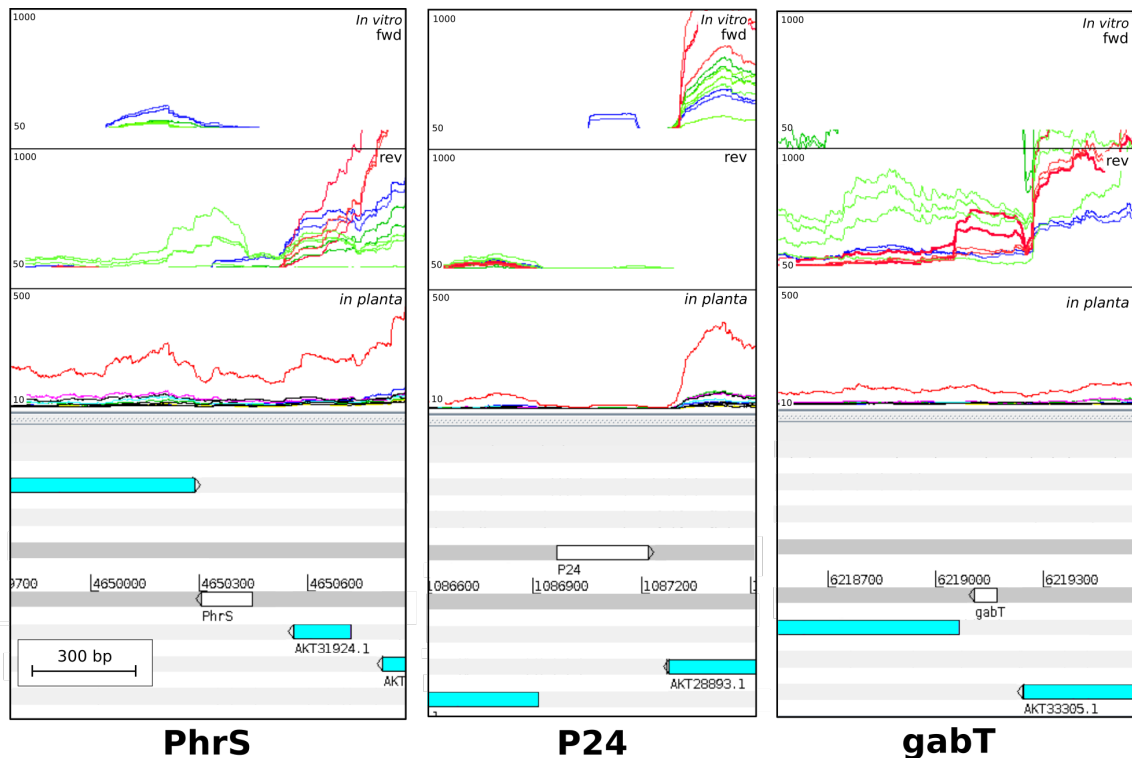 1000
In vitro
fwd
50
1000
rev
50
500
in planta
10
9700
4650000
4650300
4650600
PhrS
AKT31924.1
AKT
300 bp
PhrS
1000
In vitro
fwd
50
1000
rev
50
500
in planta
10
P24
1086600
1086900
1087200
AKT28893.1
P24
1000
In vitro
fwd
50
1000
rev
50
500
in planta
10
6218700
6219000
6219300
gabT
AKT33305.1
gabT